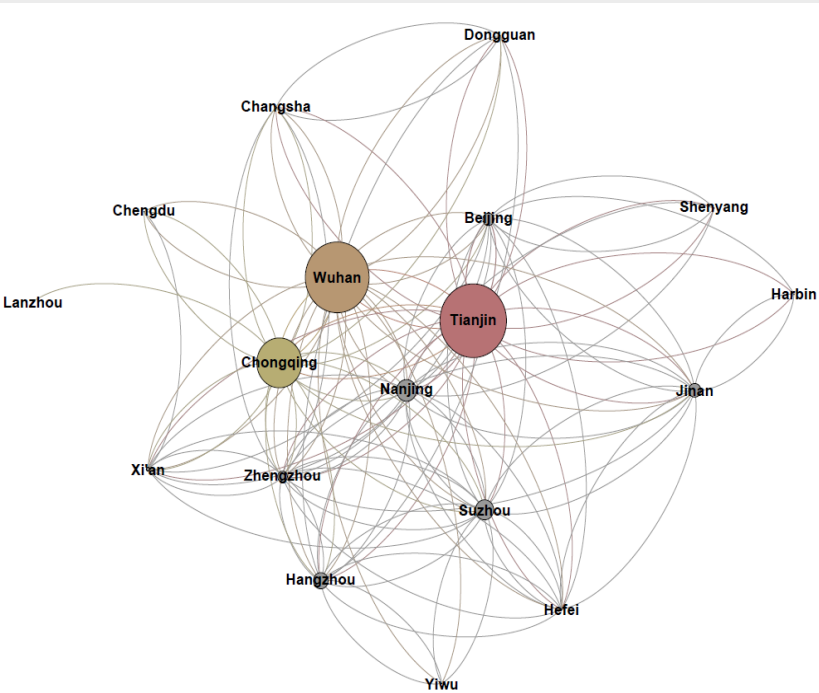 Dongguan
Changsha
Chengdu
Beijing
Shenyang
Wuhan
Harbin
Lanzhou
Tianjin
Chongqing
Nanjing
Jinan
Xi'an
Zhengzhou
Suzhou
Hangzhou
Hefei
Yiwu